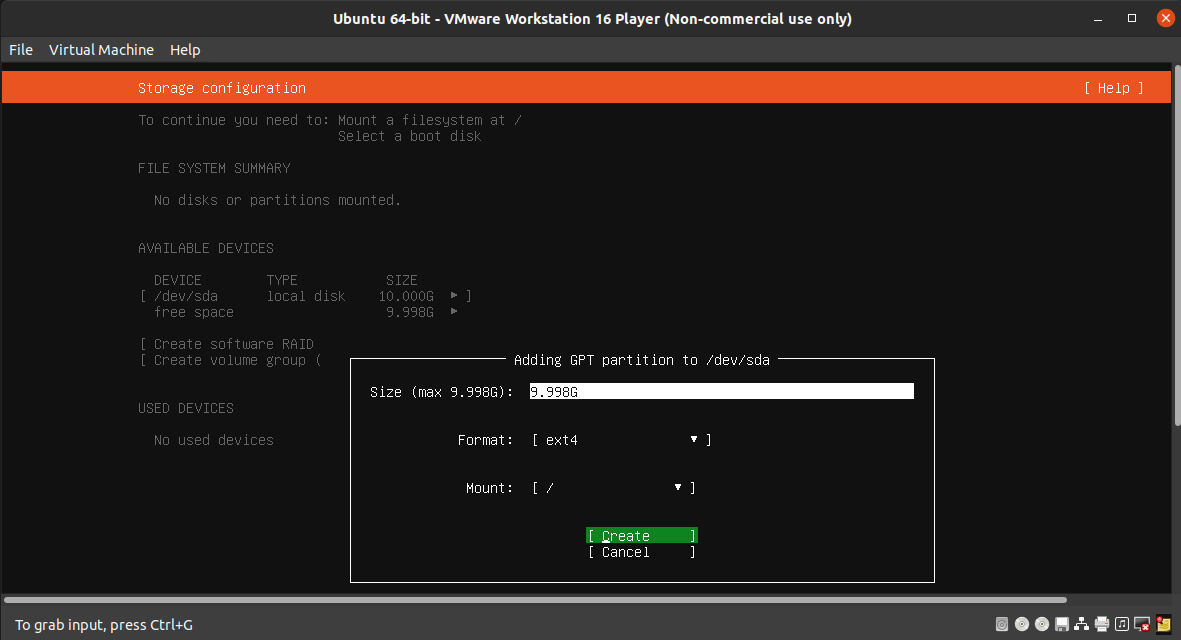 Ubuntu 64-bit - VMware Workstation 16 Player (Non-commercial use only)
File Virtual Machine Help
Storage configuration [ Help ]
To continue you need to: Mount a filesystem at /
Select a boot disk
FILE SYSTEM SUMMARY
No disks or partitions mounted.
AVAILABLE DEVICES
DEVICE TYPE SIZE
[ /dev/sda local disk 10.000G ▸ ]
free space 9.998G ▸
[ Create software RAID
[ Create volume group (
USED DEVICES
No used devices
Adding GPT partition to /dev/sda
Size (max 9.998G): 9.998G
Format: [ ext4 ▾ ]
Mount: [ / ▾ ]
[ Create ]
[ Cancel ]
To grab input, press Ctrl+G